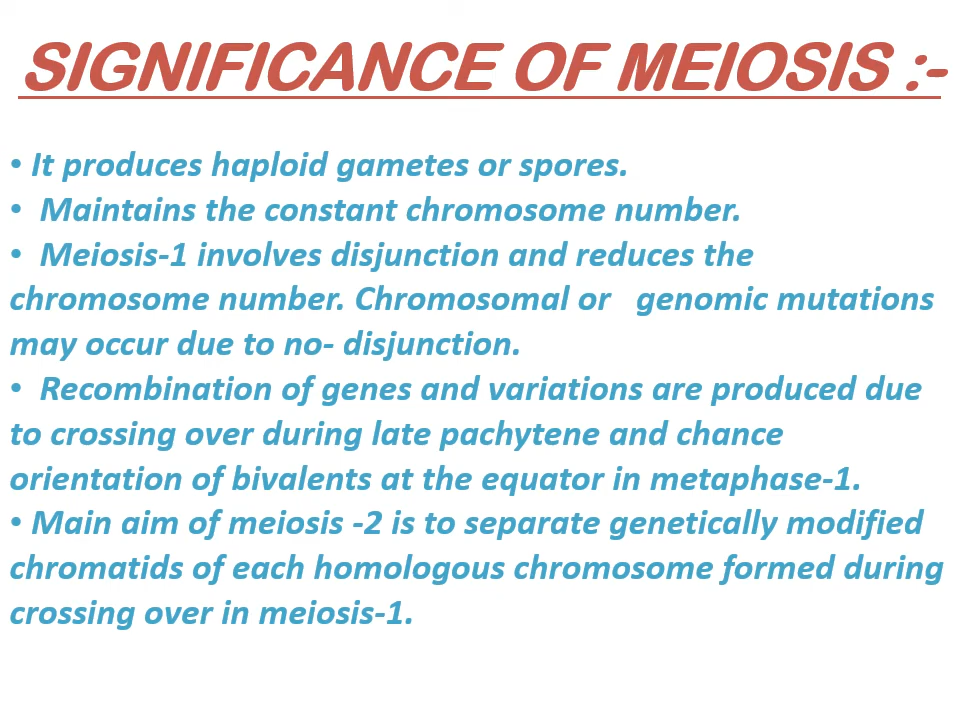 SIGNIFICANCE OF MEIOSIS :-
• It produces haploid gametes or spores.
• Maintains the constant chromosome number.
• Meiosis-1 involves disjunction and reduces the
chromosome number. Chromosomal or genomic mutations
may occur due to no- disjunction.
• Recombination of genes and variations are produced due
to crossing over during late pachytene and chance
orientation of bivalents at the equator in metaphase-1.
• Main aim of meiosis -2 is to separate genetically modified
chromatids of each homologous chromosome formed during
crossing over in meiosis-1.